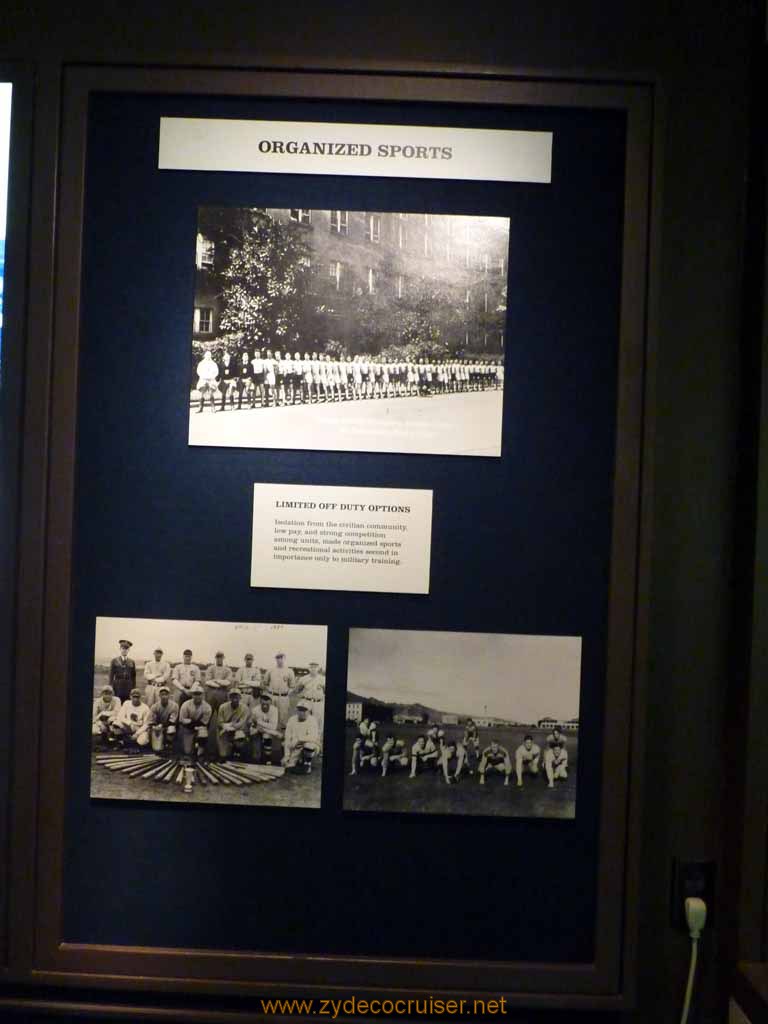 ORGANIZED SPORTS
LIMITED OFF DUTY OPTIONS
Isolation from the civilian community,
low pay, and strong competition
among units, made organized sports
and recreational activities second in
importance only to military training.
www.zydecocruiser.net